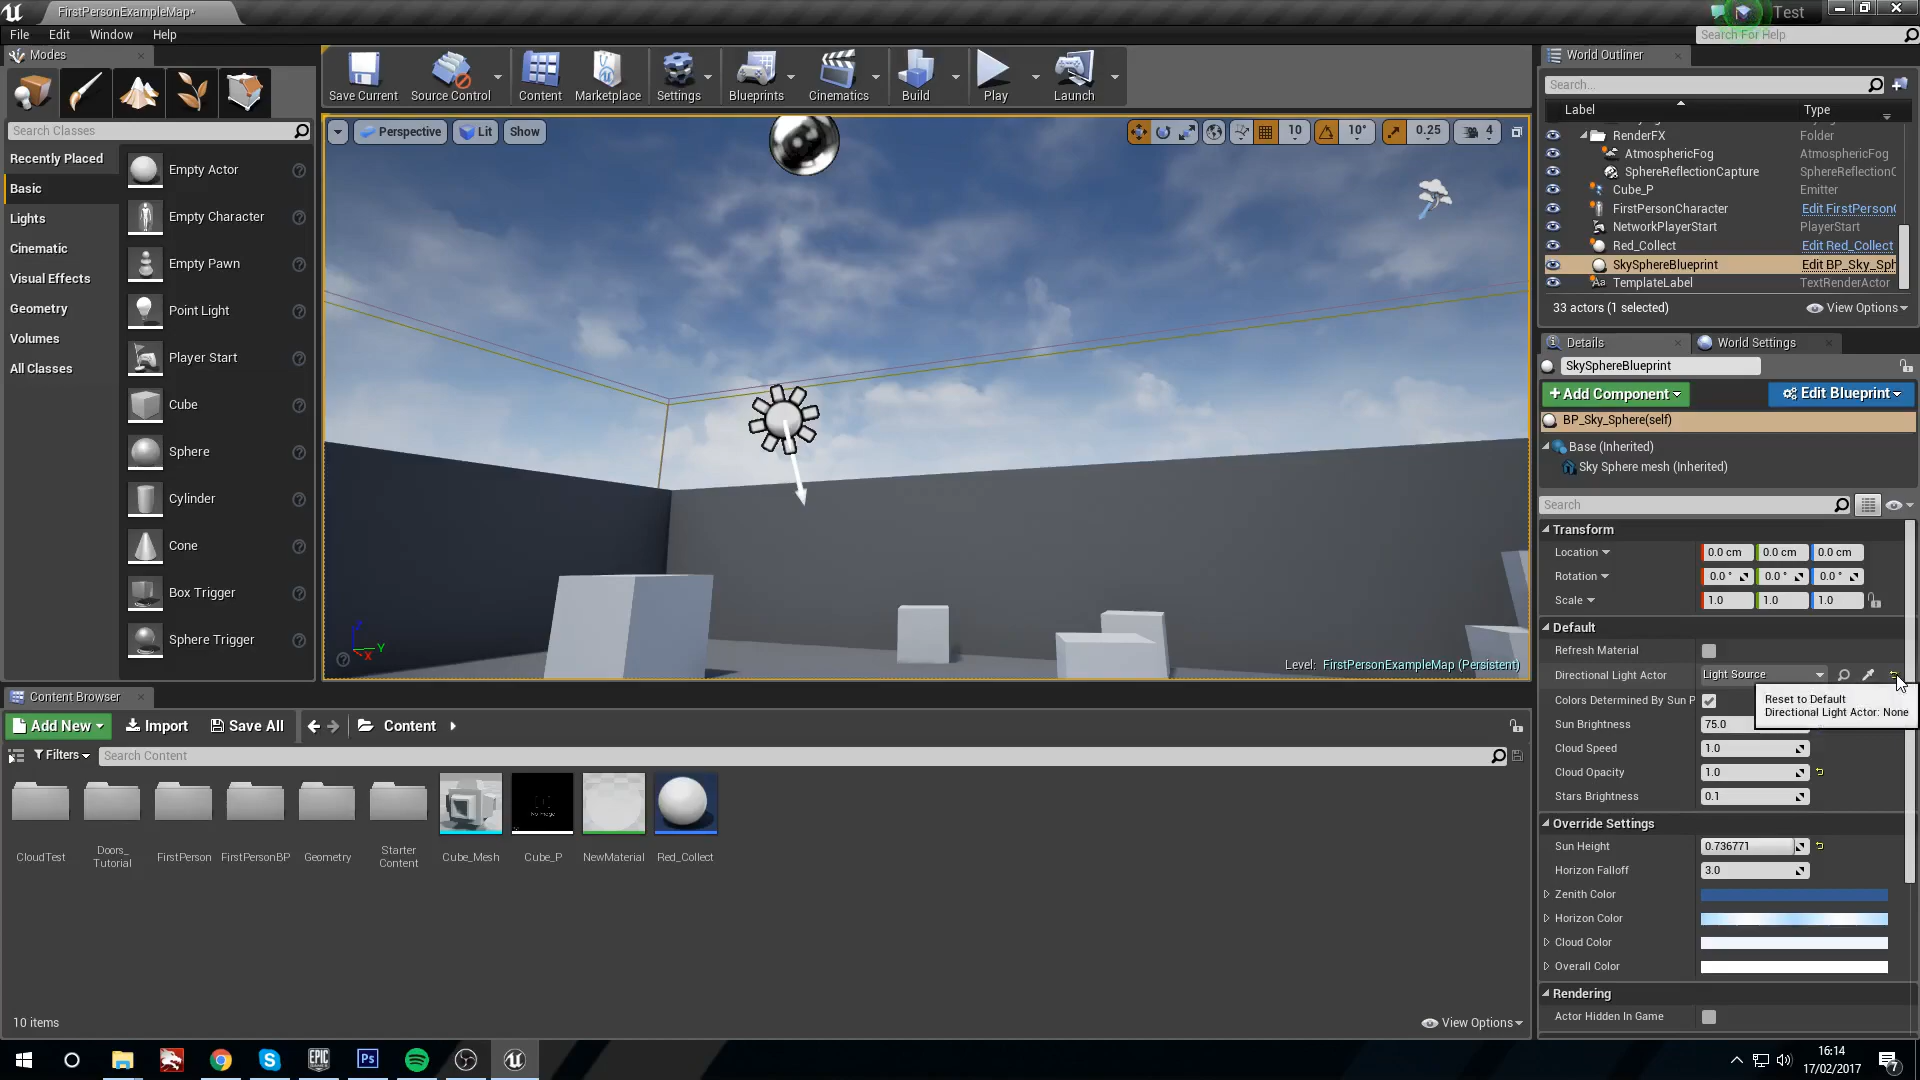 FirstPersonExampleMap*
Test
File Edit Window Help
Search For Help
Modes
Search Classes
Recently Placed
Basic
Lights
Cinematic
Visual Effects
Geometry
Volumes
All Classes
Empty Actor
Empty Character
Empty Pawn
Point Light
Player Start
Cube
Sphere
Cylinder
Cone
Box Trigger
Sphere Trigger
Save Current
Source Control
Content
Marketplace
Settings
Blueprints
Cinematics
Build
Play
Launch
Perspective Lit Show
10 10° 0.25 4
Z
Y
X
Level: FirstPersonExampleMap (Persistent)
World Outliner
Search...
Label Type
RenderFX Folder
AtmosphericFog AtmosphericFog
SphereReflectionCapture SphereReflectionC
Cube_P Emitter
FirstPersonCharacter Edit FirstPersonC
NetworkPlayerStart PlayerStart
Red_Collect Edit Red_Collect
SkySphereBlueprint Edit BP_Sky_Sph
TemplateLabel TextRenderActor
33 actors (1 selected) View Options
Details World Settings
SkySphereBlueprint
+Add Component Edit Blueprint
BP_Sky_Sphere(self)
Base (Inherited)
Sky Sphere mesh (Inherited)
Search
Transform
Location 0.0 cm 0.0 cm 0.0 cm
Rotation 0.0 ° 0.0 ° 0.0 °
Scale 1.0 1.0 1.0
Default
Refresh Material
Directional Light Actor Light Source
Colors Determined By Sun P
Reset to Default
Directional Light Actor: None
Sun Brightness 75.0
Cloud Speed 1.0
Cloud Opacity 1.0
Stars Brightness 0.1
Override Settings
Sun Height 0.736771
Horizon Falloff 3.0
Zenith Color
Horizon Color
Cloud Color
Overall Color
Rendering
Actor Hidden In Game
Content Browser
Add New Import Save All Content
Filters Search Content
CloudTest
Doors_
Tutorial
FirstPerson
FirstPersonBP
Geometry
Starter
Content
Cube_Mesh
Cube_P
NewMaterial
Red_Collect
10 items
View Options
EPIC
Ps
16:14
17/02/2017
7